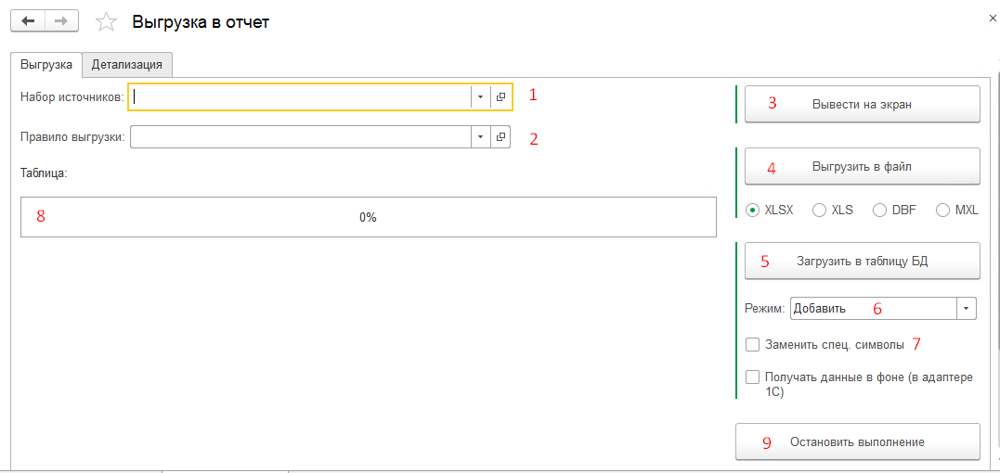 Выгрузка в отчет
Выгрузка Детализация
Набор источников: 1
Правило выгрузки: 2
Таблица:
8 0%
3 Вывести на экран
4 Выгрузить в файл
XLSX XLS DBF MXL
5 Загрузить в таблицу БД
Режим: Добавить 6
Заменить спец. символы 7
Получать данные в фоне (в адаптере
1С)
9 Остановить выполнение